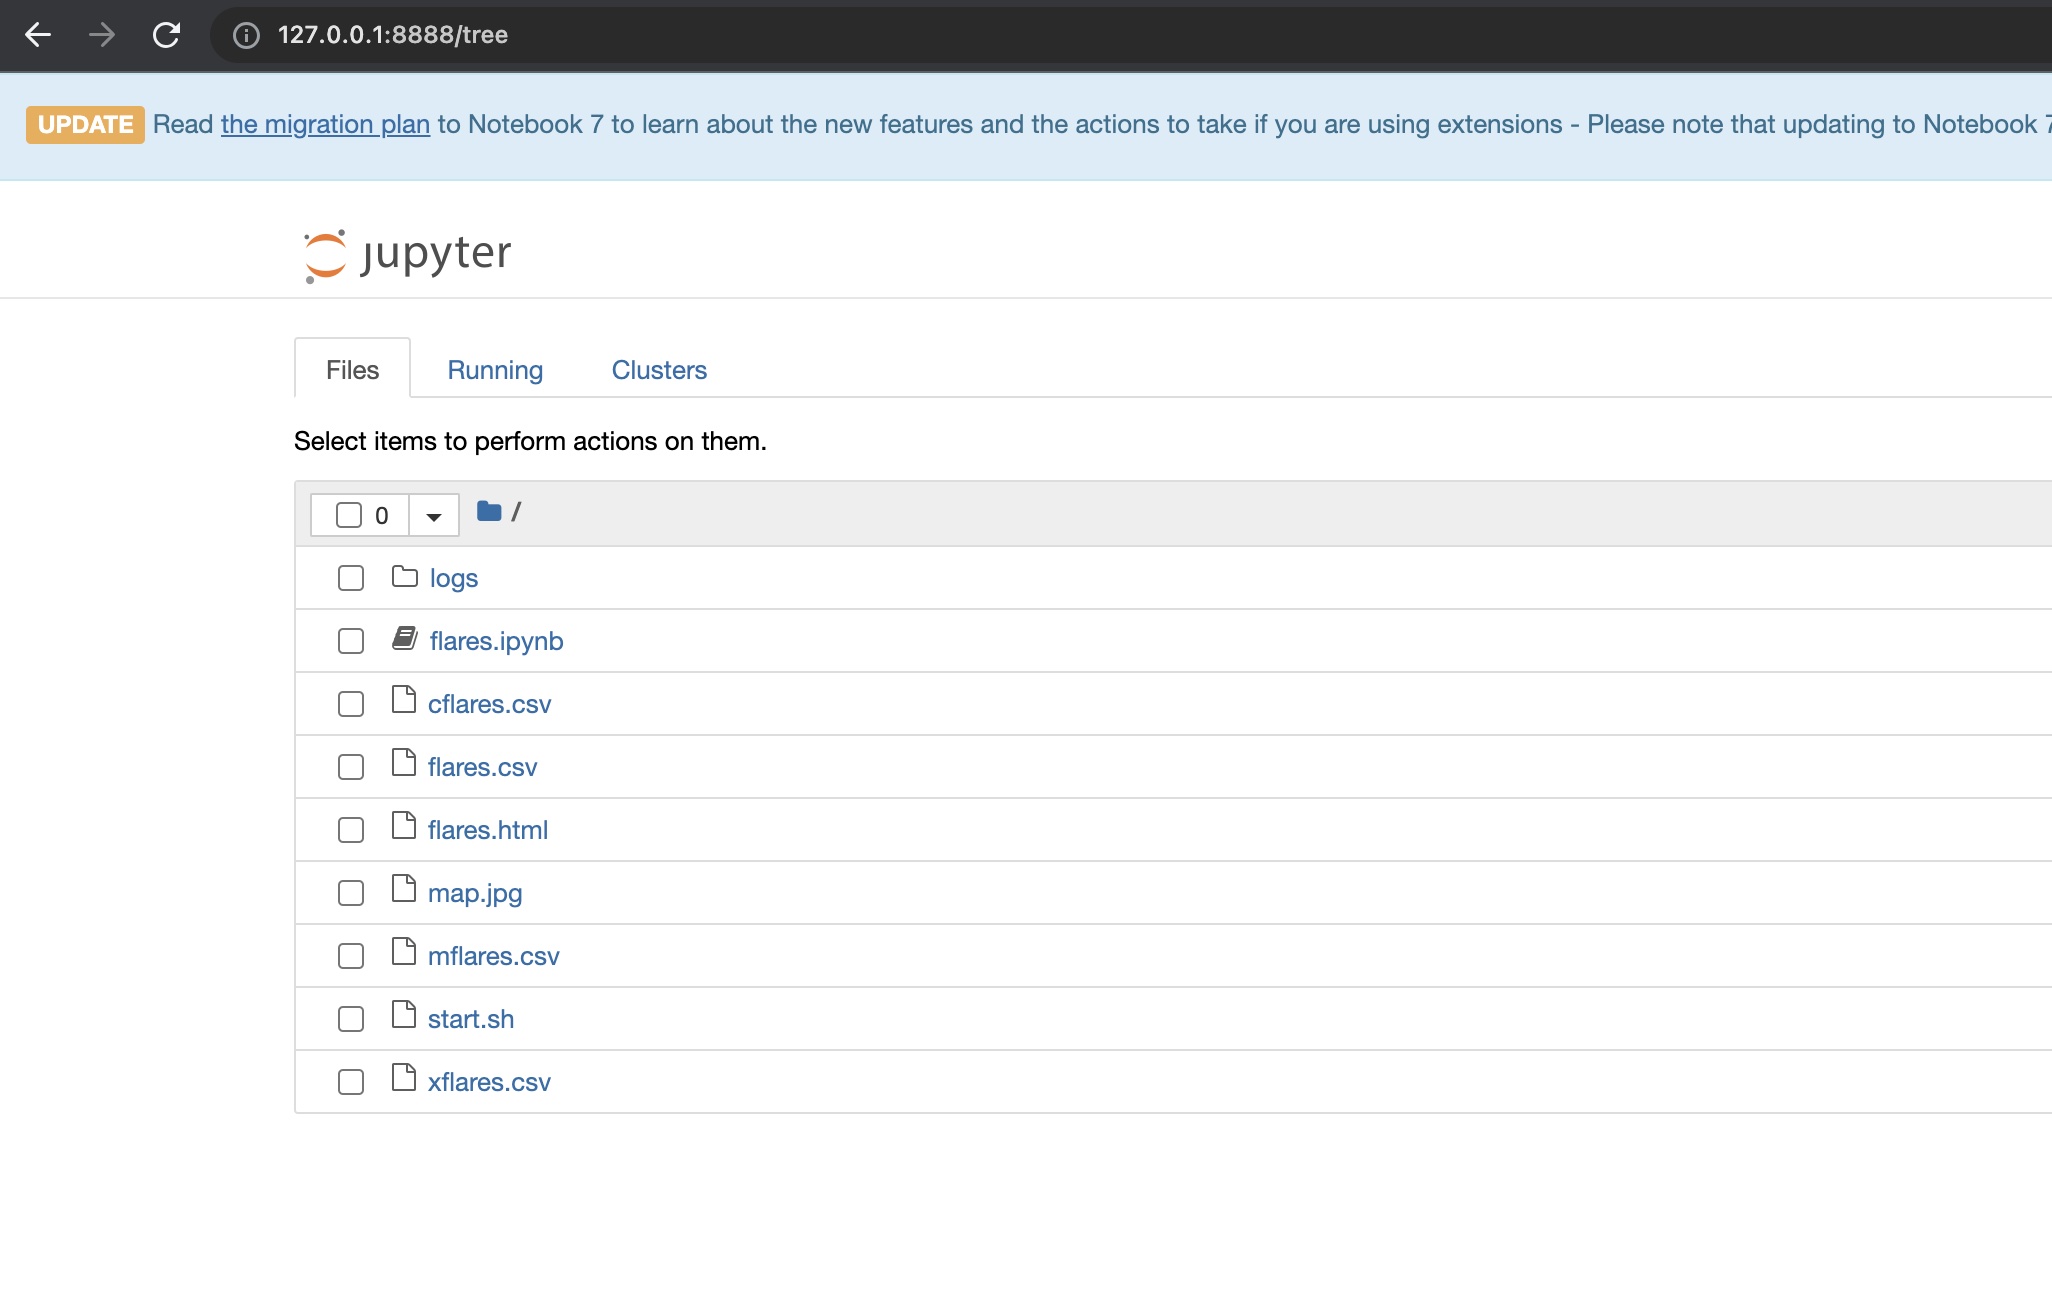 127.0.0.1:8888/tree
UPDATE Read the migration plan to Notebook 7 to learn about the new features and the actions to take if you are using extensions - Please note that updating to Notebook 7
jupyter
Files Running Clusters
Select items to perform actions on them.
0 /
logs
flares.ipynb
cflares.csv
flares.csv
flares.html
map.jpg
mflares.csv
start.sh
xflares.csv